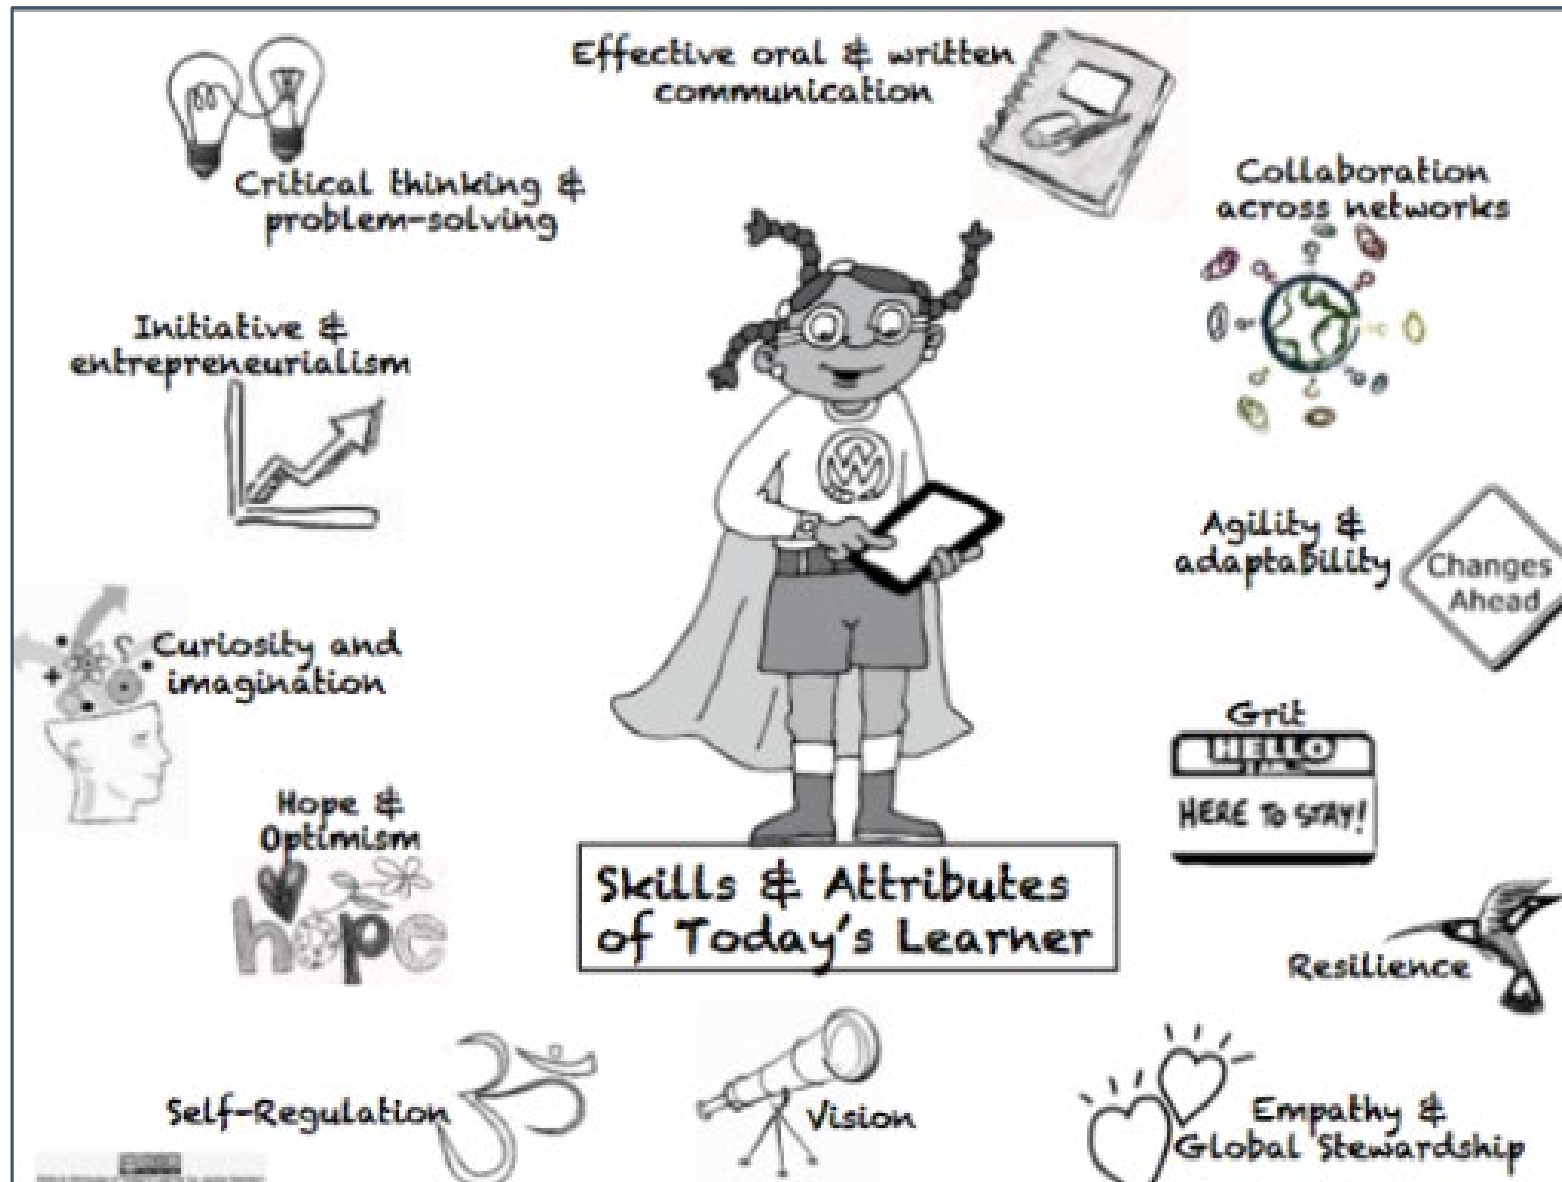 Effective oral & written
communication
Critical thinking &
problem-solving
Collaboration
across networks
Initiative &
entrepreneurialism
Agility &
adaptability
Changes
Ahead
Curiosity and
imagination
Grit
HELLO
I AM
HERE TO STAY!
Hope &
Optimism
hope
Skills & Attributes
of Today's Learner
Resilience
Self-Regulation
Vision
Empathy &
Global Stewardship